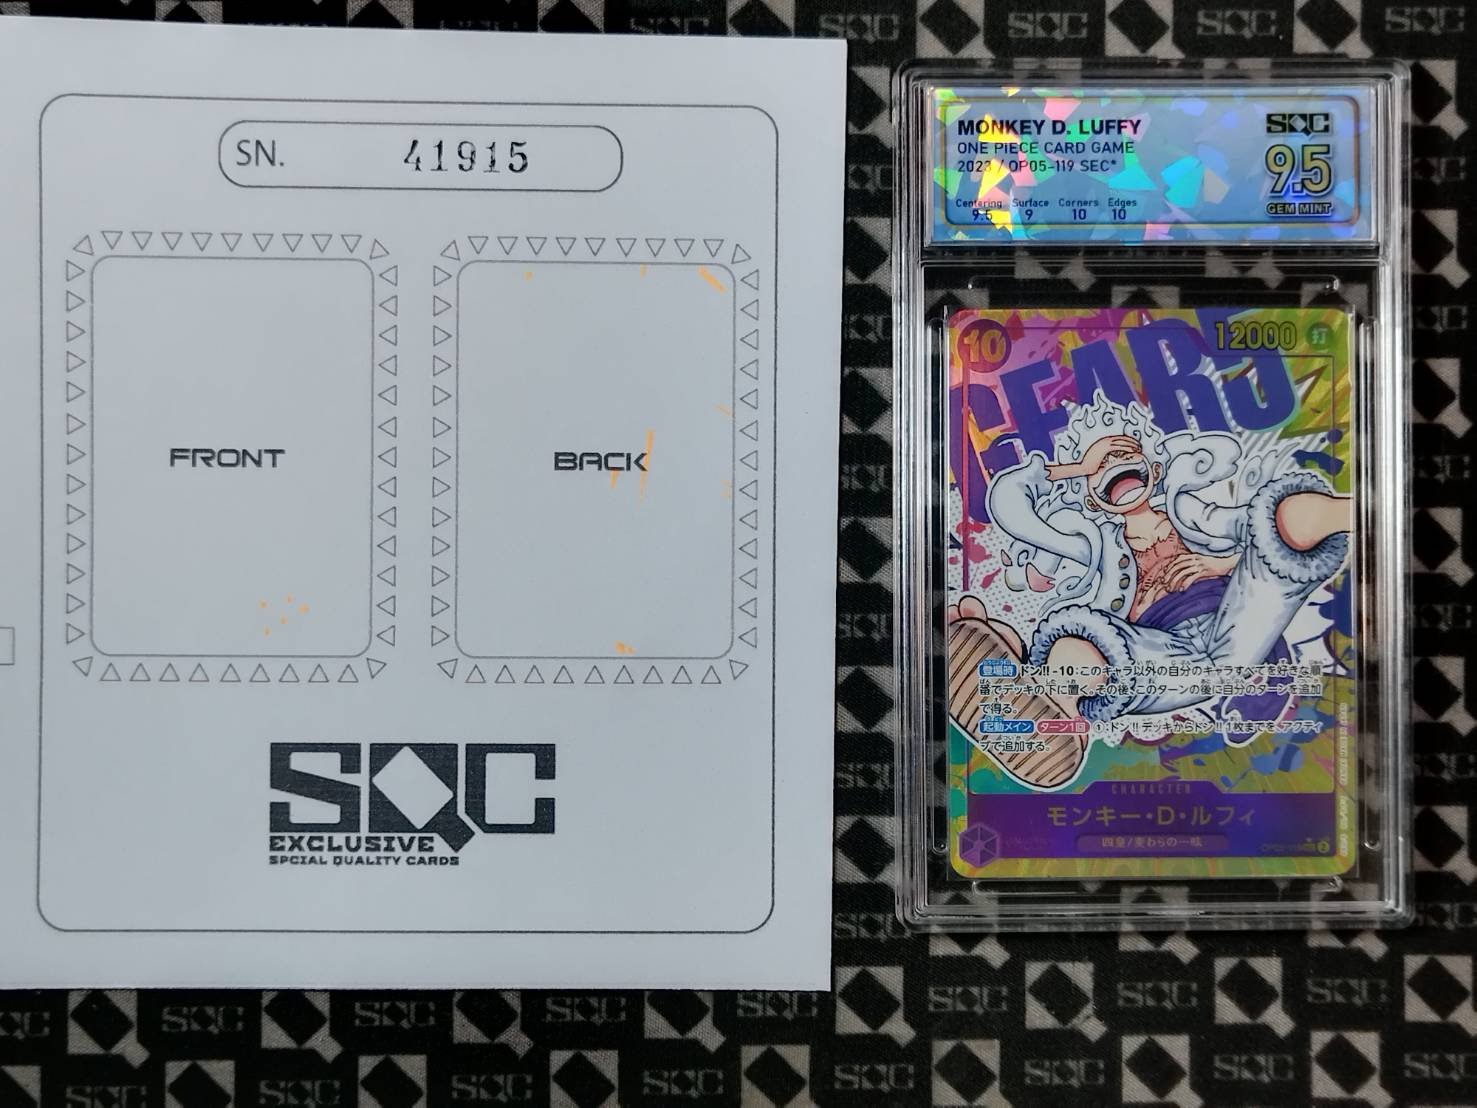 SN. 41915
FRONT
BACK
SQC
EXCLUSIVE
SPCIAL QUALITY CARDS
MONKEY D. LUFFY
ONE PIECE CARD GAME
2023 / OP05-119 SEC*
Centering Surface Corners Edges
9.5 9 10 10
SQC
9.5
GEM MINT
10
12000
打
GEAR5
登場時 ドン!!-10:このキャラ以外の自分のキャラすべてを好きな順
番でデッキの下に置く。その後、このターンの後に自分のターンを追加
で得る。
起動メイン ターン1回 ①:ドン!!デッキからドン!!1枚までを、アクティ
ブで追加する。
CHARACTER
モンキー・D・ルフィ
四皇/麦わらの一味